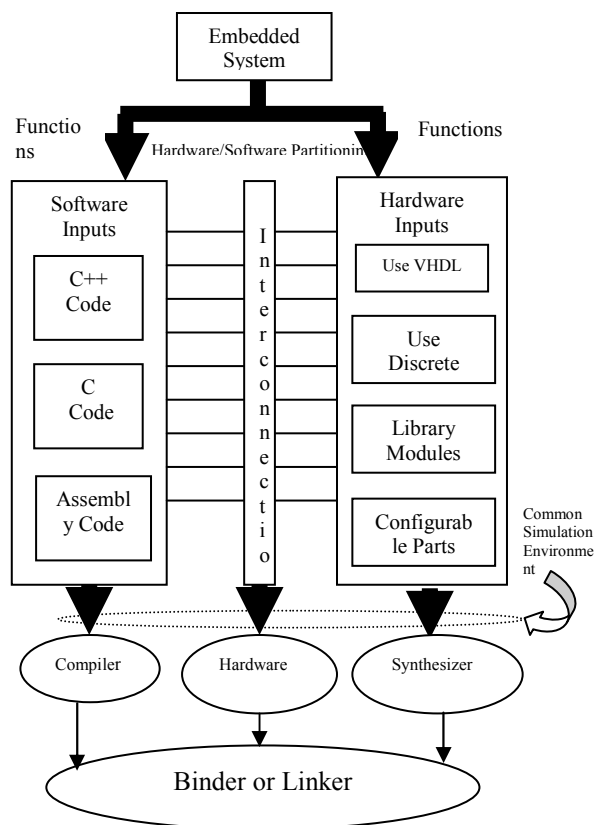 Embedded
System
Functio
ns
Functions
Hardware/Software Partitionin
Software
Inputs
C++
Code
C
Code
Assembl
y Code
Interconnectio
Hardware
Inputs
Use VHDL
Use
Discrete
Library
Modules
Configurab
le Parts
Common
Simulation
Environme
nt
Compiler
Hardware
Synthesizer
Binder or Linker